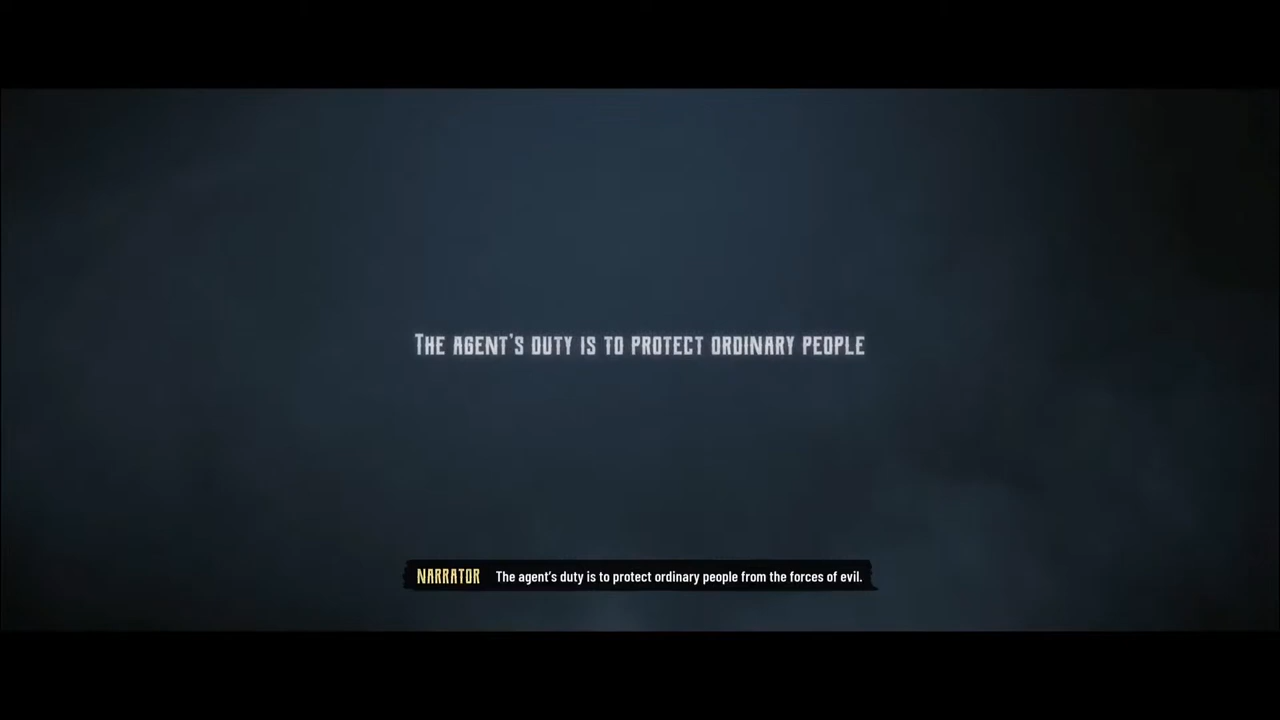 THE AGENT'S DUTY IS TO PROTECT ORDINARY PEOPLE
NARRATOR The agent's duty is to protect ordinary people from the forces of evil.